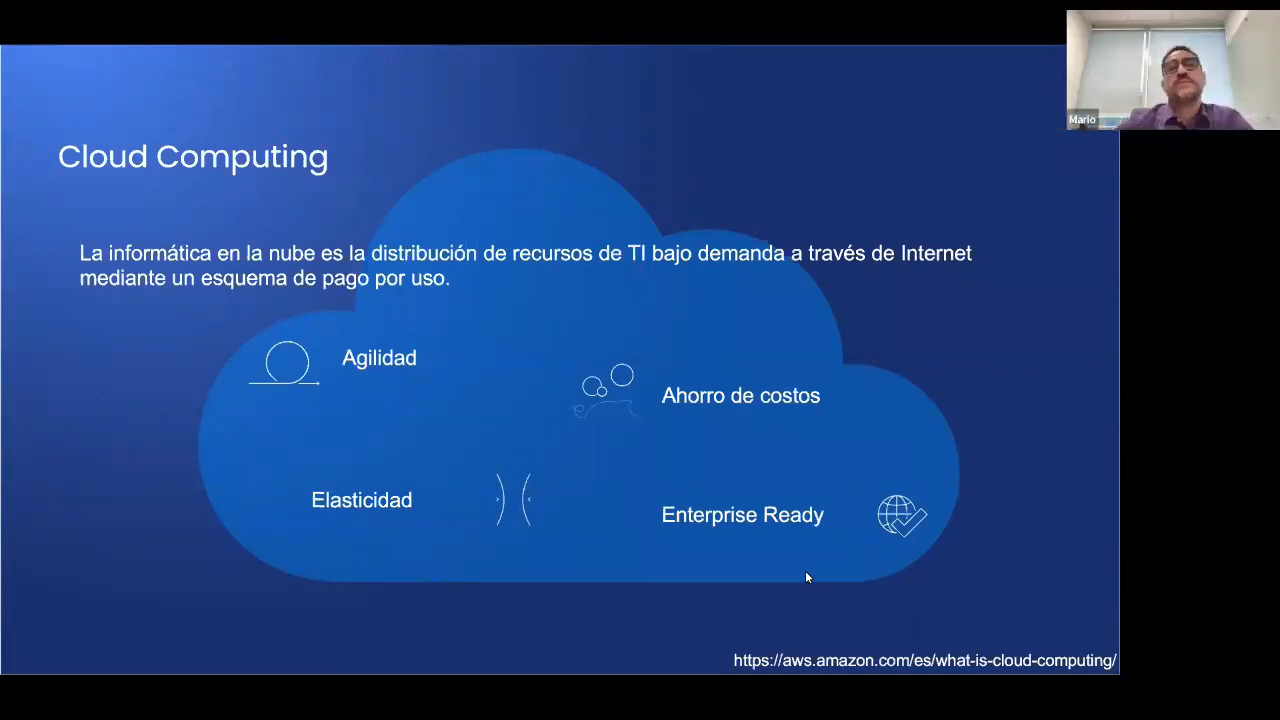 Mario
Cloud Computing
La informática en la nube es la distribución de recursos de TI bajo demanda a través de Internet
mediante un esquema de pago por uso.
Agilidad
Ahorro de costos
Elasticidad
Enterprise Ready
https://aws.amazon.com/es/what-is-cloud-computing/